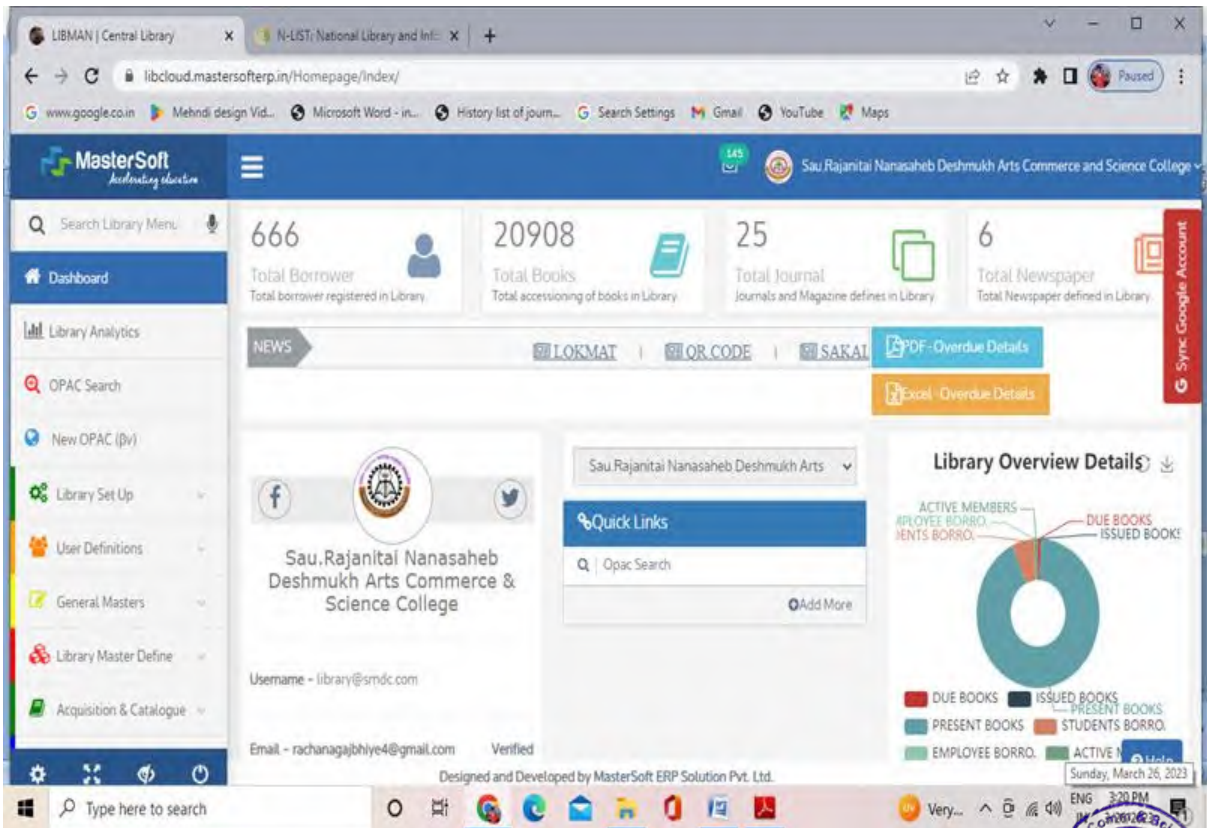 LIBMAN | Central Library
N-LIST: National Library and Inf
libcloud.mastersofterp.in/Homepage/Index/
Paused
www.google.co.in
Mehndi design Vid...
Microsoft Word - in...
History list of journ...
Search Settings
Gmail
YouTube
Maps
MasterSoft
Accelerating education
145
Sau.Rajanitai Nanasaheb Deshmukh Arts Commerce and Science College
Search Library Menu
Dashboard
Library Analytics
OPAC Search
New OPAC (βv)
Library Set Up
User Definitions
General Masters
Library Master Define
Acquisition & Catalogue
666
Total Borrower
Total borrower registered in Library
20908
Total Books
Total accessioning of books in Library
25
Total Journal
Journals and Magazine defines in Library
6
Total Newspaper
Total Newspaper defined in Library
Sync Google Account
NEWS
LOKMAT | QR CODE | SAKAL
PDF-Overdue Details
Excel-Overdue Details
Sau.Rajanitai Nanasaheb
Deshmukh Arts Commerce &
Science College
Username - library@smdc.com
Email - rachanagajbhiye4@gmail.com Verified
Sau.Rajanitai Nanasaheb Deshmukh Arts
Quick Links
Opac Search
Add More
Library Overview Details
ACTIVE MEMBERS
PLOYEE BORRO.
ENTS BORRO.
DUE BOOKS
ISSUED BOOKS
PRESENT BOOKS
DUE BOOKS ISSUED BOOKS
PRESENT BOOKS STUDENTS BORRO.
EMPLOYEE BORRO. ACTIVE
Help
Designed and Developed by MasterSoft ERP Solution Pvt. Ltd.
Sunday, March 26, 2023
Type here to search
Very...
ENG
3:20 PM